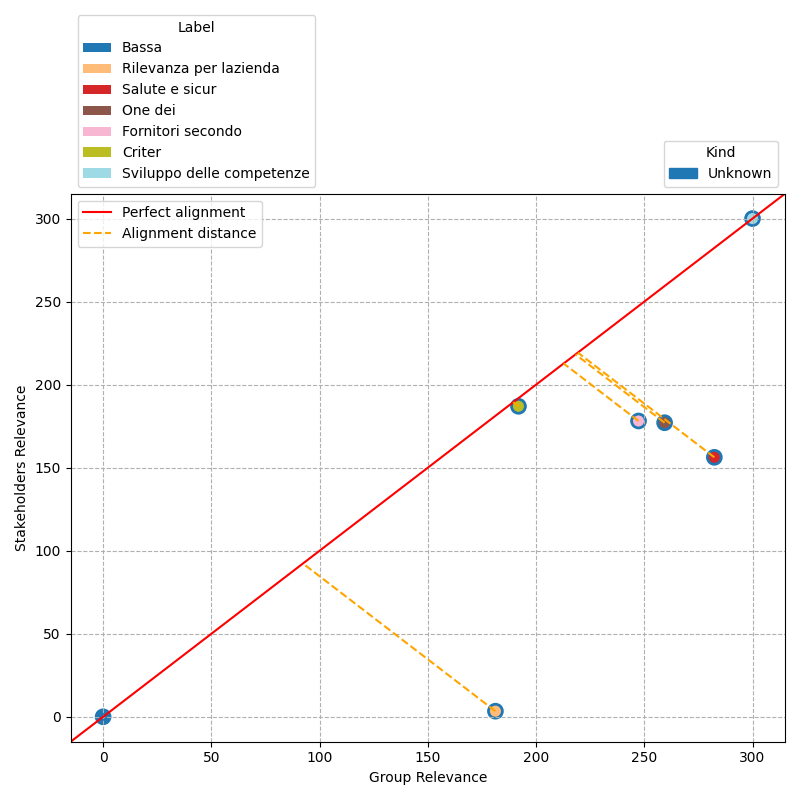 Label
Bassa
Rilevanza per lazienda
Salute e sicur
One dei
Fornitori secondo
Criter
Sviluppo delle competenze
Kind
Unknown
Perfect alignment
Alignment distance
300
250
200
150
100
50
0
Stakeholders Relevance
0 50 100 150 200 250 300
Group Relevance